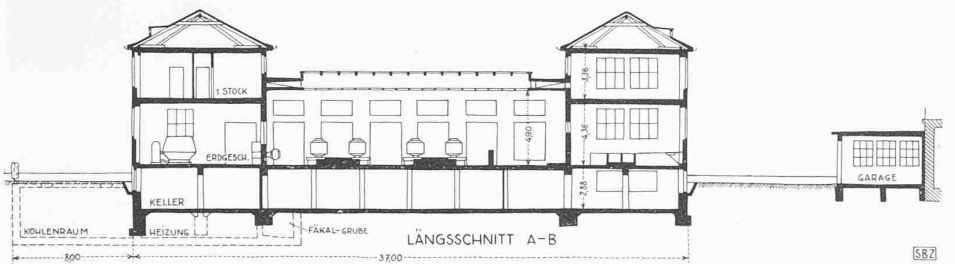 1. STOCK
3,36
4,90
4,38
ERDGESCH.
2,88
GARAGE
KELLER
KOHLENRAUM
HEIZUNG
FÄKAL-GRUBE
LÄNGSSCHNITT A-B
8,00
37,00
SBZ